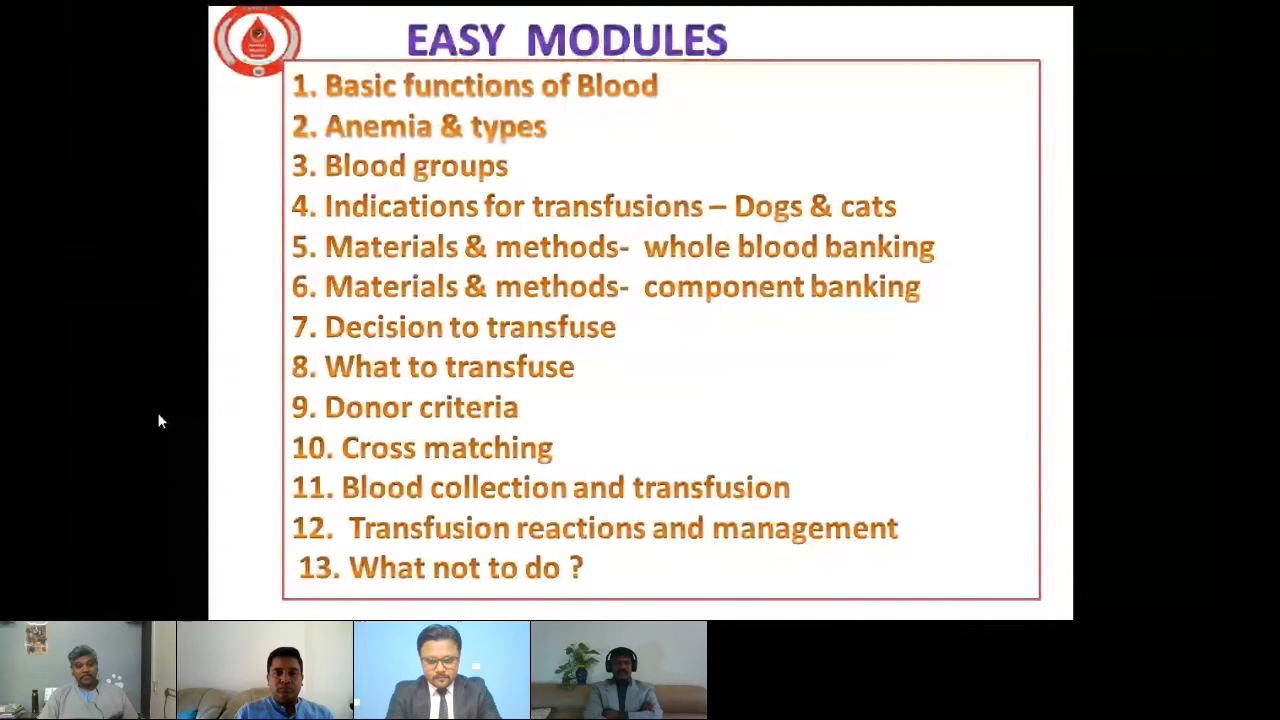 EASY MODULES
1. Basic functions of Blood
2. Anemia & types
3. Blood groups
4. Indications for transfusions – Dogs & cats
5. Materials & methods- whole blood banking
6. Materials & methods- component banking
7. Decision to transfuse
8. What to transfuse
9. Donor criteria
10. Cross matching
11. Blood collection and transfusion
12. Transfusion reactions and management
13. What not to do ?